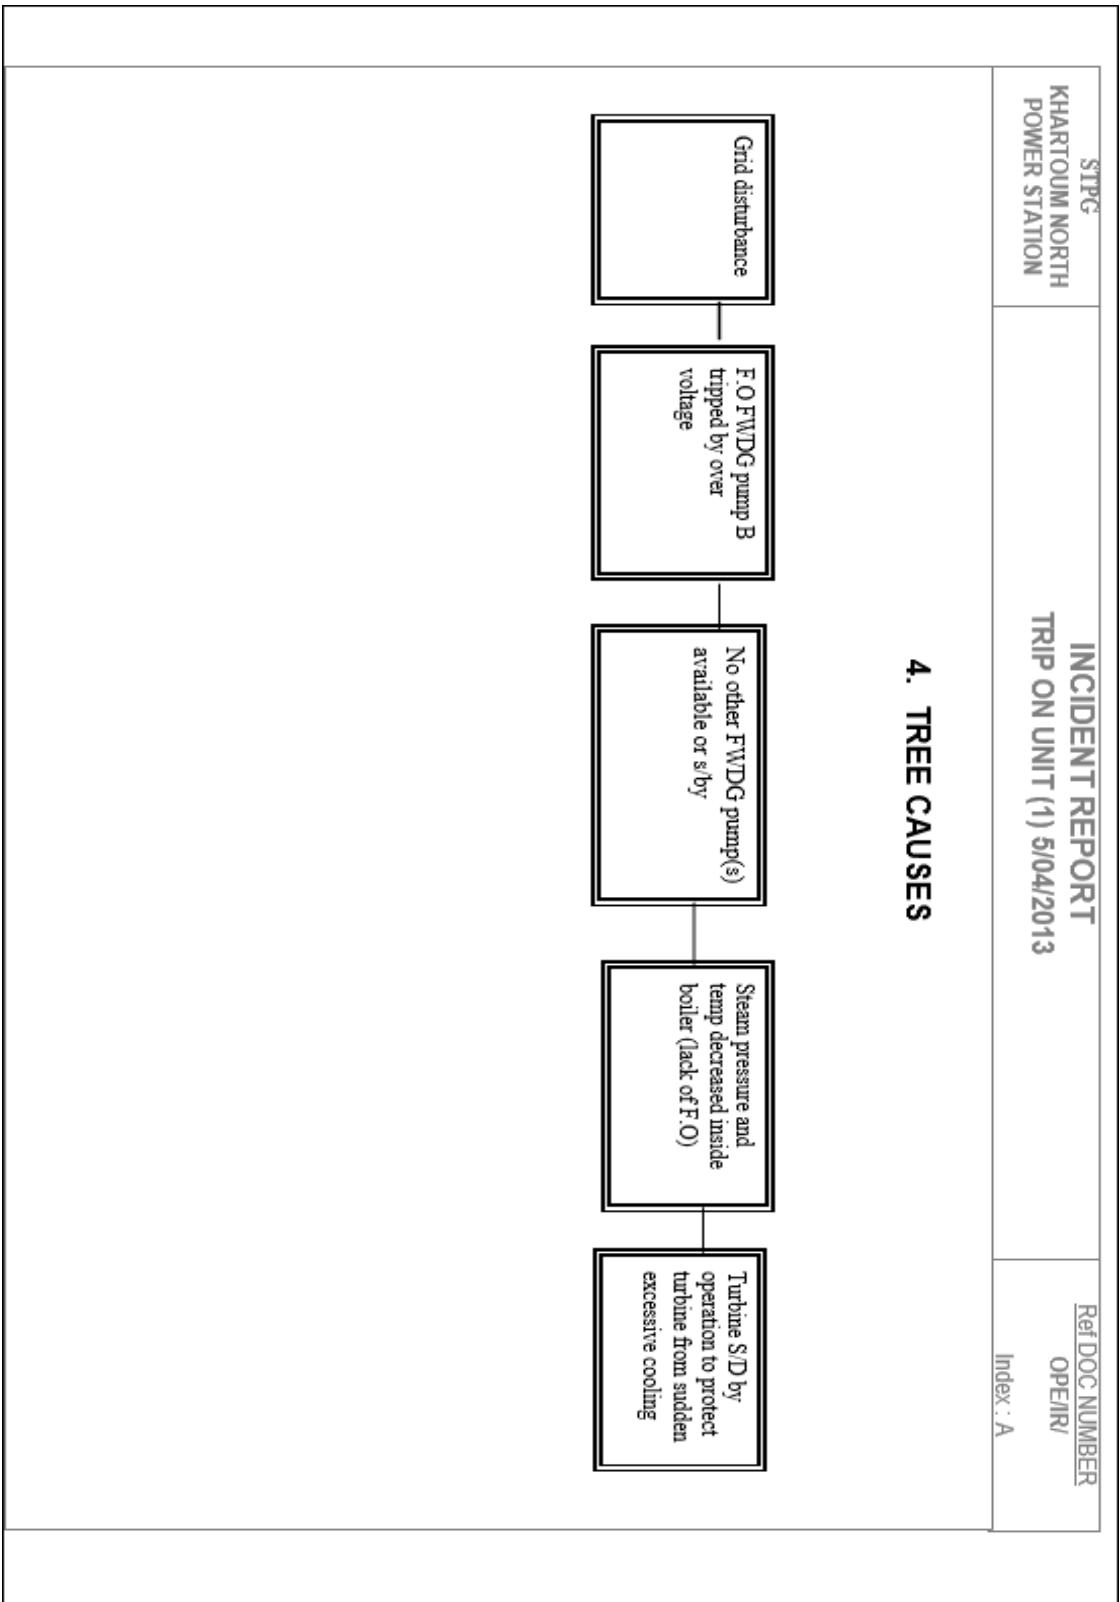 STPG
KHARTOUM NORTH
POWER STATION
INCIDENT REPORT
TRIP ON UNIT (1) 5/04/2013
Ref DOC NUMBER
OPE/IR/
Index : A
4. TREE CAUSES
Grid disturbance
F.O FWDG pump B
tripped by over
voltage
No other FWDG pump(s)
available or s/by
Steam pressure and
temp decreased inside
boiler (lack of F.O)
Turbine S/D by
operation to protect
turbine from sudden
excessive cooling